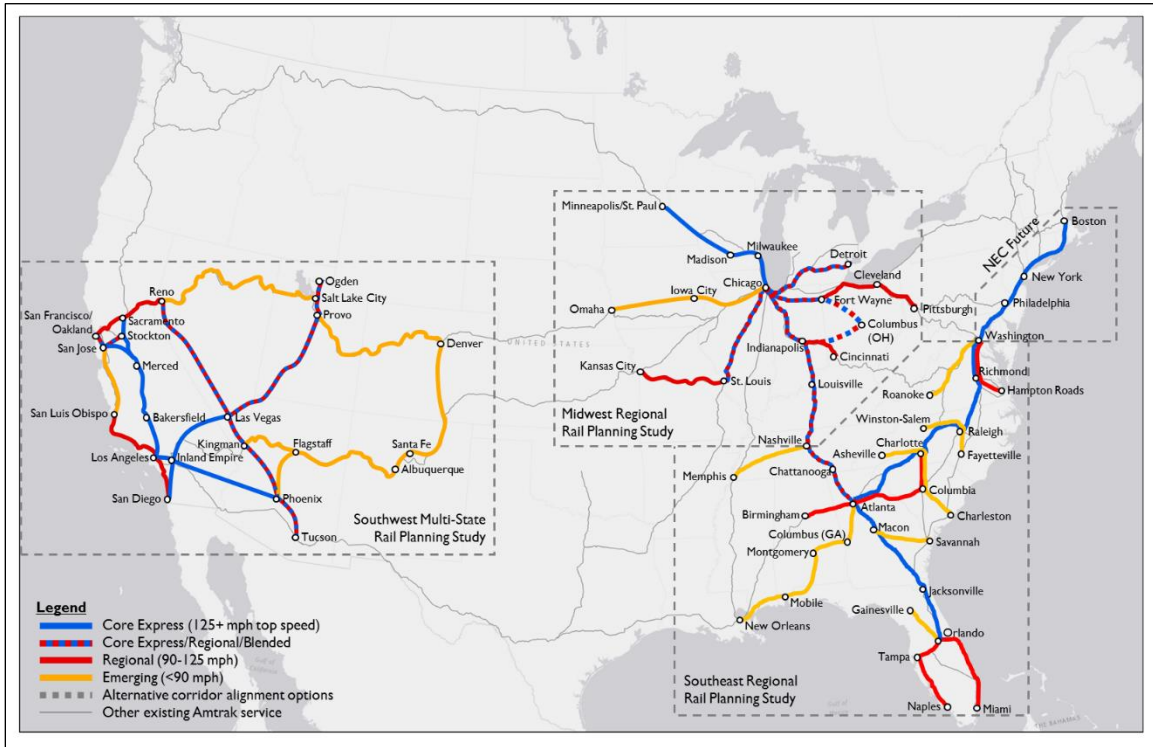 Minneapolis/St. Paul
Madison
Milwaukee
Chicago
Detroit
Cleveland
Fort Wayne
Pittsburgh
Columbus
(OH)
Iowa City
Omaha
Indianapolis
Cincinnati
Kansas City
St. Louis
Louisville
Nashville
Midwest Regional
Rail Planning Study
NEC Future
Boston
New York
Philadelphia
Washington
Richmond
Hampton Roads
Roanoke
Winston-Salem
Raleigh
Charlotte
Asheville
Fayetteville
Memphis
Chattanooga
Columbia
Atlanta
Birmingham
Charleston
Macon
Columbus (GA)
Savannah
Montgomery
Jacksonville
Mobile
Gainesville
New Orleans
Orlando
Tampa
Naples
Miami
Southeast Regional
Rail Planning Study
UNITED STATES
Reno
Ogden
Salt Lake City
Provo
San Francisco/
Oakland
Sacramento
Stockton
San Jose
Merced
Denver
San Luis Obispo
Bakersfield
Las Vegas
Kingman
Flagstaff
Santa Fe
Albuquerque
Los Angeles
Inland Empire
San Diego
Phoenix
Tucson
Southwest Multi-State
Rail Planning Study
Legend
Core Express (125+ mph top speed)
Core Express/Regional/Blended
Regional (90-125 mph)
Emerging (<90 mph)
Alternative corridor alignment options
Other existing Amtrak service
THE BAHAMAS